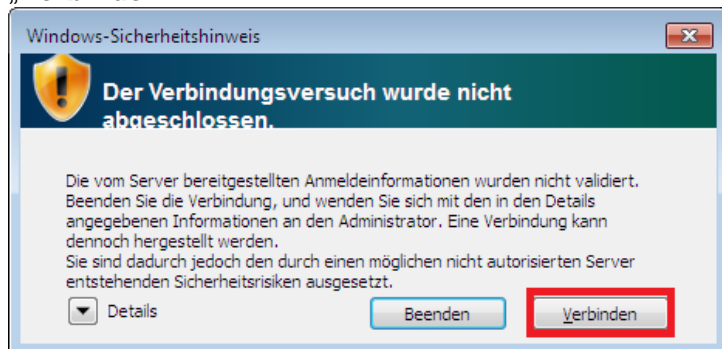 Windows-Sicherheitshinweis
Der Verbindungsversuch wurde nicht
abgeschlossen.
Die vom Server bereitgestellten Anmeldeinformationen wurden nicht validiert.
Beenden Sie die Verbindung, und wenden Sie sich mit den in den Details
angegebenen Informationen an den Administrator. Eine Verbindung kann
dennoch hergestellt werden.
Sie sind dadurch jedoch den durch einen möglichen nicht autorisierten Server
entstehenden Sicherheitsrisiken ausgesetzt.
Details
Beenden
Verbinden